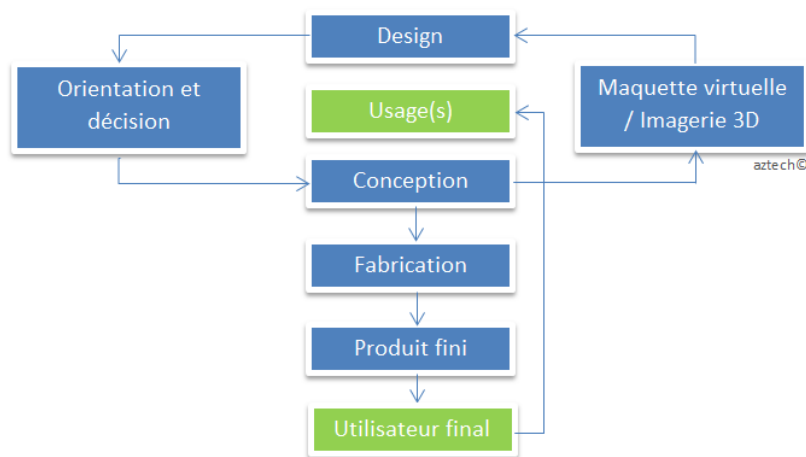 Design
Orientation et
décision
Usage(s)
Maquette virtuelle
/ Imagerie 3D
aztech©
Conception
Fabrication
Produit fini
Utilisateur final